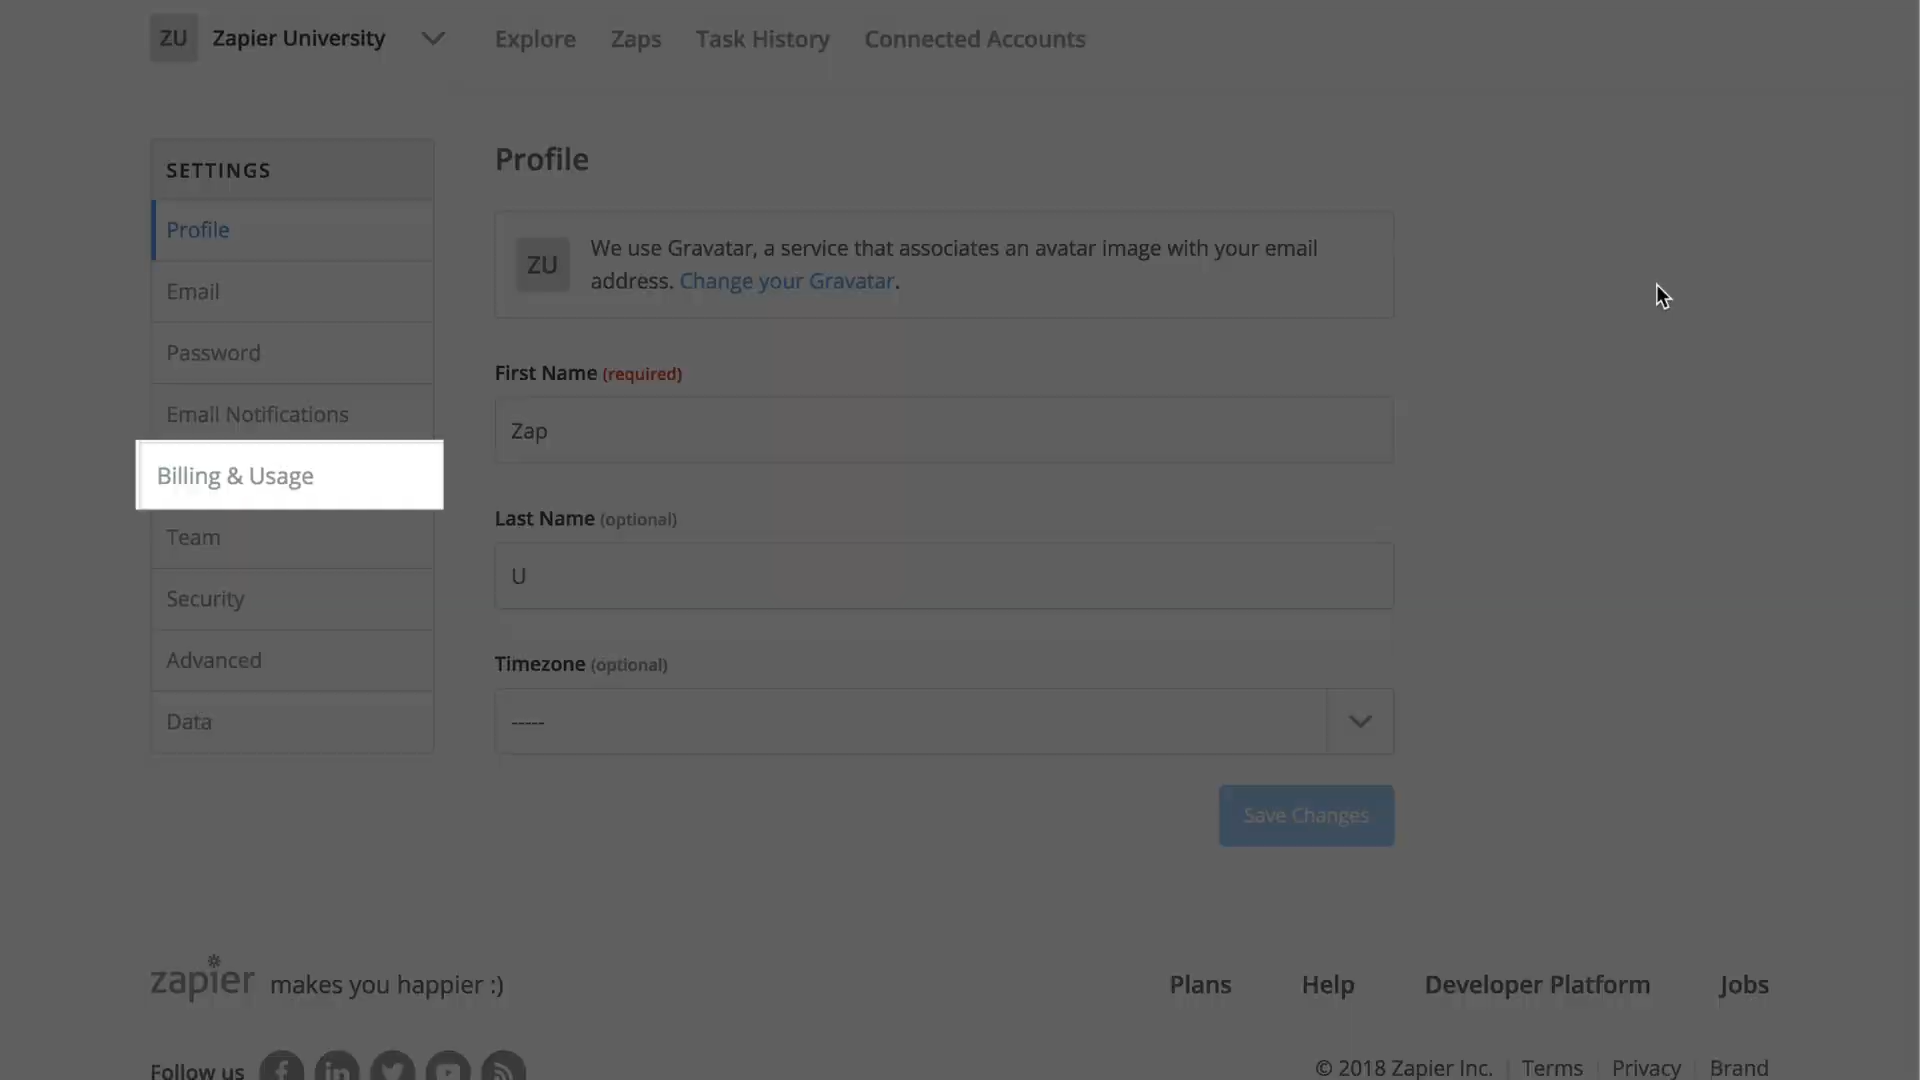 ZU Zapier University Explore Zaps Task History Connected Accounts
SETTINGS
Profile
Email
Password
Email Notifications
Billing & Usage
Team
Security
Advanced
Data
Profile
ZU
We use Gravatar, a service that associates an avatar image with your email
address. Change your Gravatar.
First Name (required)
Zap
Last Name (optional)
U
Timezone (optional)
-----
Save Changes
zapier makes you happier :)
Plans Help Developer Platform Jobs
Follow us
© 2018 Zapier Inc. Terms Privacy Brand